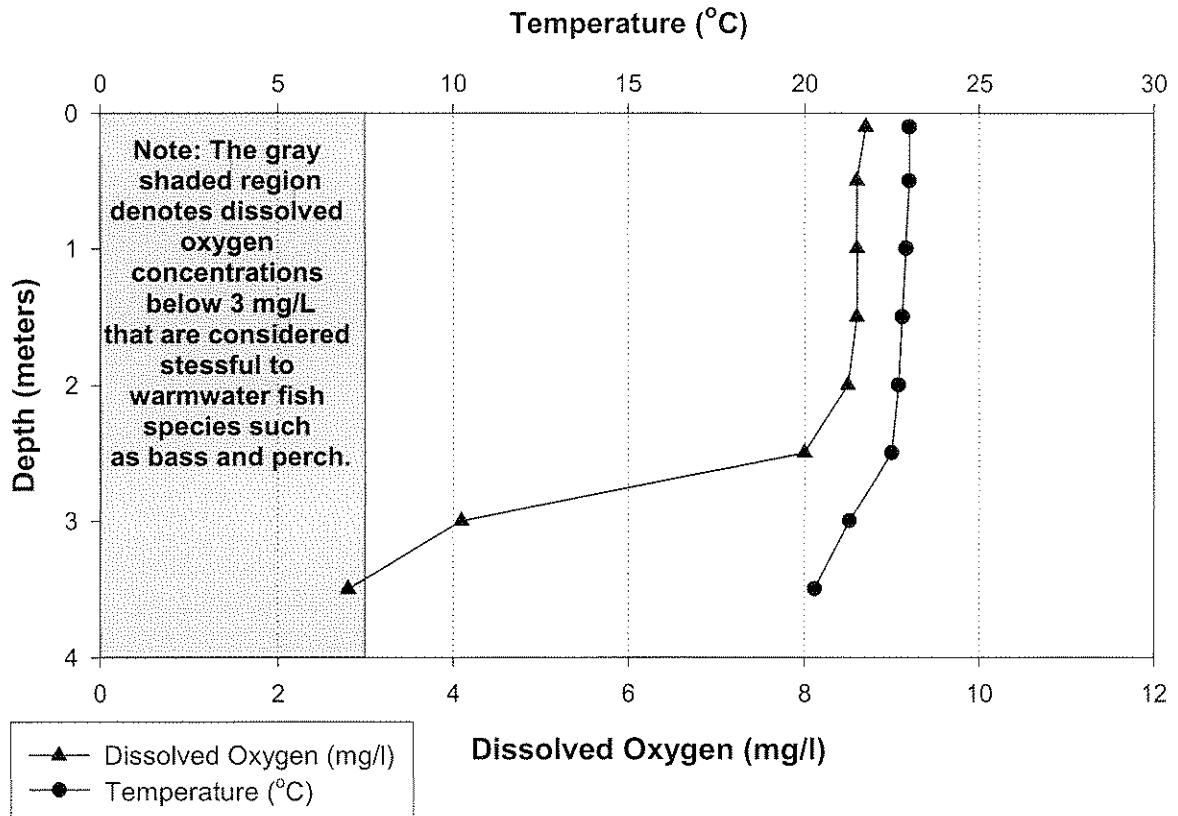 Temperature (°C)
0 5 10 15 20 25 30
0
Note: The gray
shaded region
denotes dissolved
oxygen
concentrations
below 3 mg/L
that are considered
stessful to
warmwater fish
species such
as bass and perch.
1
2
3
4
Depth (meters)
0 2 4 6 8 10 12
Dissolved Oxygen (mg/l)
Dissolved Oxygen (mg/l)
Temperature (°C)